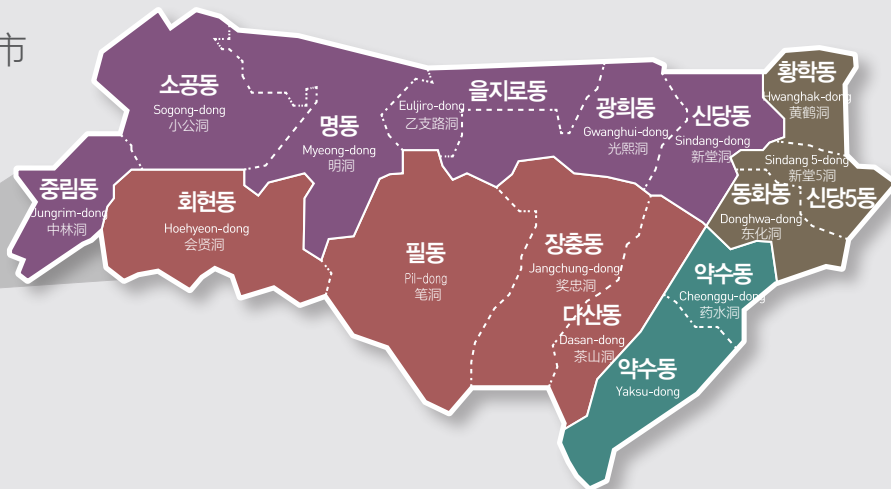 市
소공동
Sogong-dong
小公洞
명동
Myeong-dong
明洞
을지로동
Euljiro-dong
乙支路洞
광희동
Gwanghui-dong
光熙洞
신당동
Sindang-dong
新堂洞
황학동
Hwanghak-dong
黄鹤洞
중림동
Jungrim-dong
中林洞
회현동
Hoehyeon-dong
会贤洞
필동
Pil-dong
笔洞
장충동
Jangchung-dong
奖忠洞
다산동
Dasan-dong
茶山洞
동화동
Donghwa-dong
东化洞
Sindang 5-dong
新堂5洞
신당5동
약수동
Cheonggu-dong
药水洞
약수동
Yaksu-dong